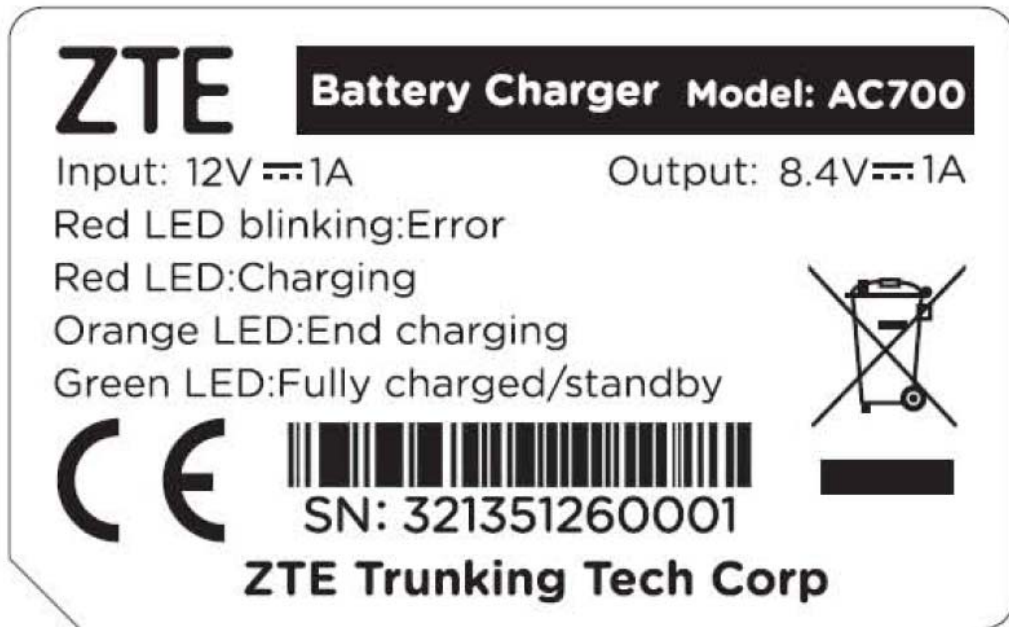 ZTE Battery Charger Model: AC700
Input: 12V⎓1A Output: 8.4V⎓1A
Red LED blinking:Error
Red LED:Charging
Orange LED:End charging
Green LED:Fully charged/standby
CE
SN: 321351260001
ZTE Trunking Tech Corp